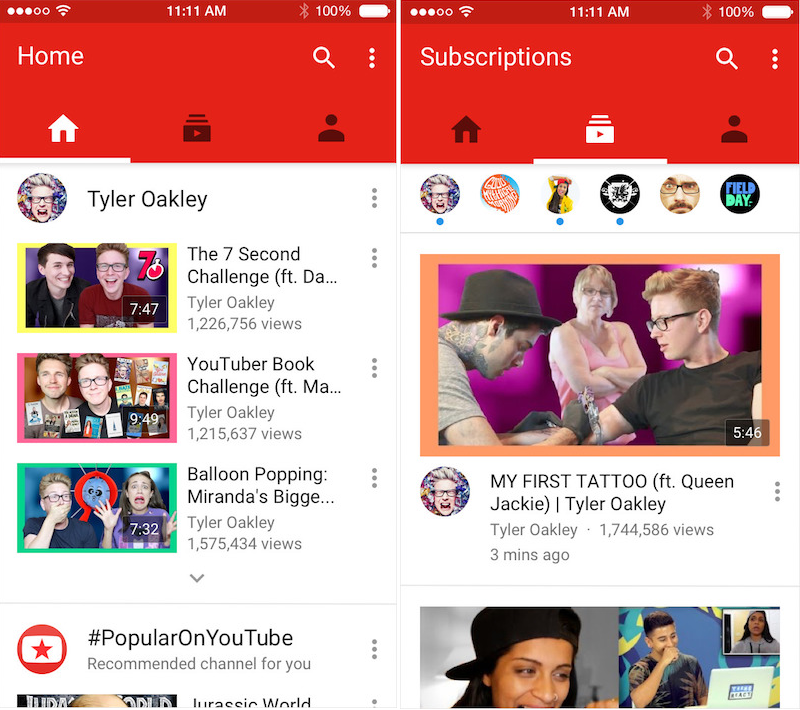 11:11 AM
100%
Home
Tyler Oakley
7:47
The 7 Second
Challenge (ft. Da...
Tyler Oakley
1,226,756 views
9:49
YouTuber Book
Challenge (ft. Ma...
Tyler Oakley
1,215,637 views
7:32
Balloon Popping:
Miranda's Bigge...
Tyler Oakley
1,575,434 views
#PopularOnYouTube
Recommended channel for you
Jurassic World
11:11 AM
100%
Subscriptions
GOOD
MYTHICAL
MORNING
FIELD
DAY.
5:46
MY FIRST TATTOO (ft. Queen
Jackie) | Tyler Oakley
Tyler Oakley · 1,744,586 views
3 mins ago